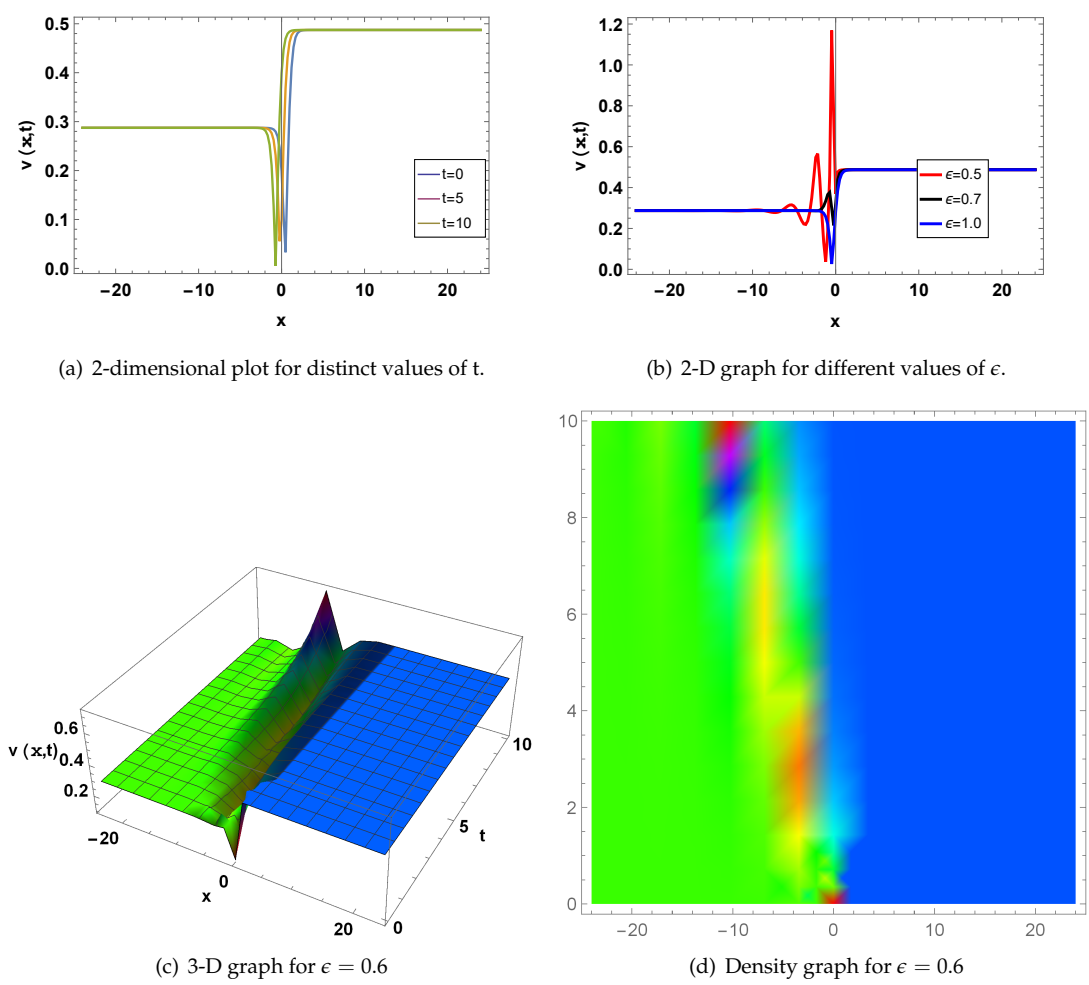 0.5
0.4
0.3
0.2
0.1
0.0
v (x,t)
t=0
t=5
t=10
−20
−10
0
10
20
x
(a) 2-dimensional plot for distinct values of t.
1.2
1.0
0.8
0.6
0.4
0.2
0.0
v (x,t)
ϵ=0.5
ϵ=0.7
ϵ=1.0
−20
−10
0
10
20
x
(b) 2-D graph for different values of ϵ.
0.6
v (x,t)
0.4
0.2
−20
x
0
20
0
5
t
10
(c) 3-D graph for ϵ = 0.6
10
8
6
4
2
0
−20
−10
0
10
20
(d) Density graph for ϵ = 0.6